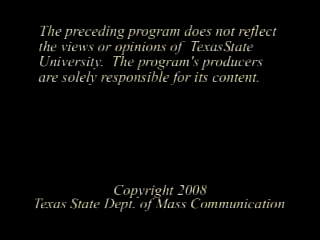 The preceding program does not reflect
the views or opinions of TexasState
University. The program's producers
are solely responsible for its content.
Copyright 2008
Texas State Dept. of Mass Communication